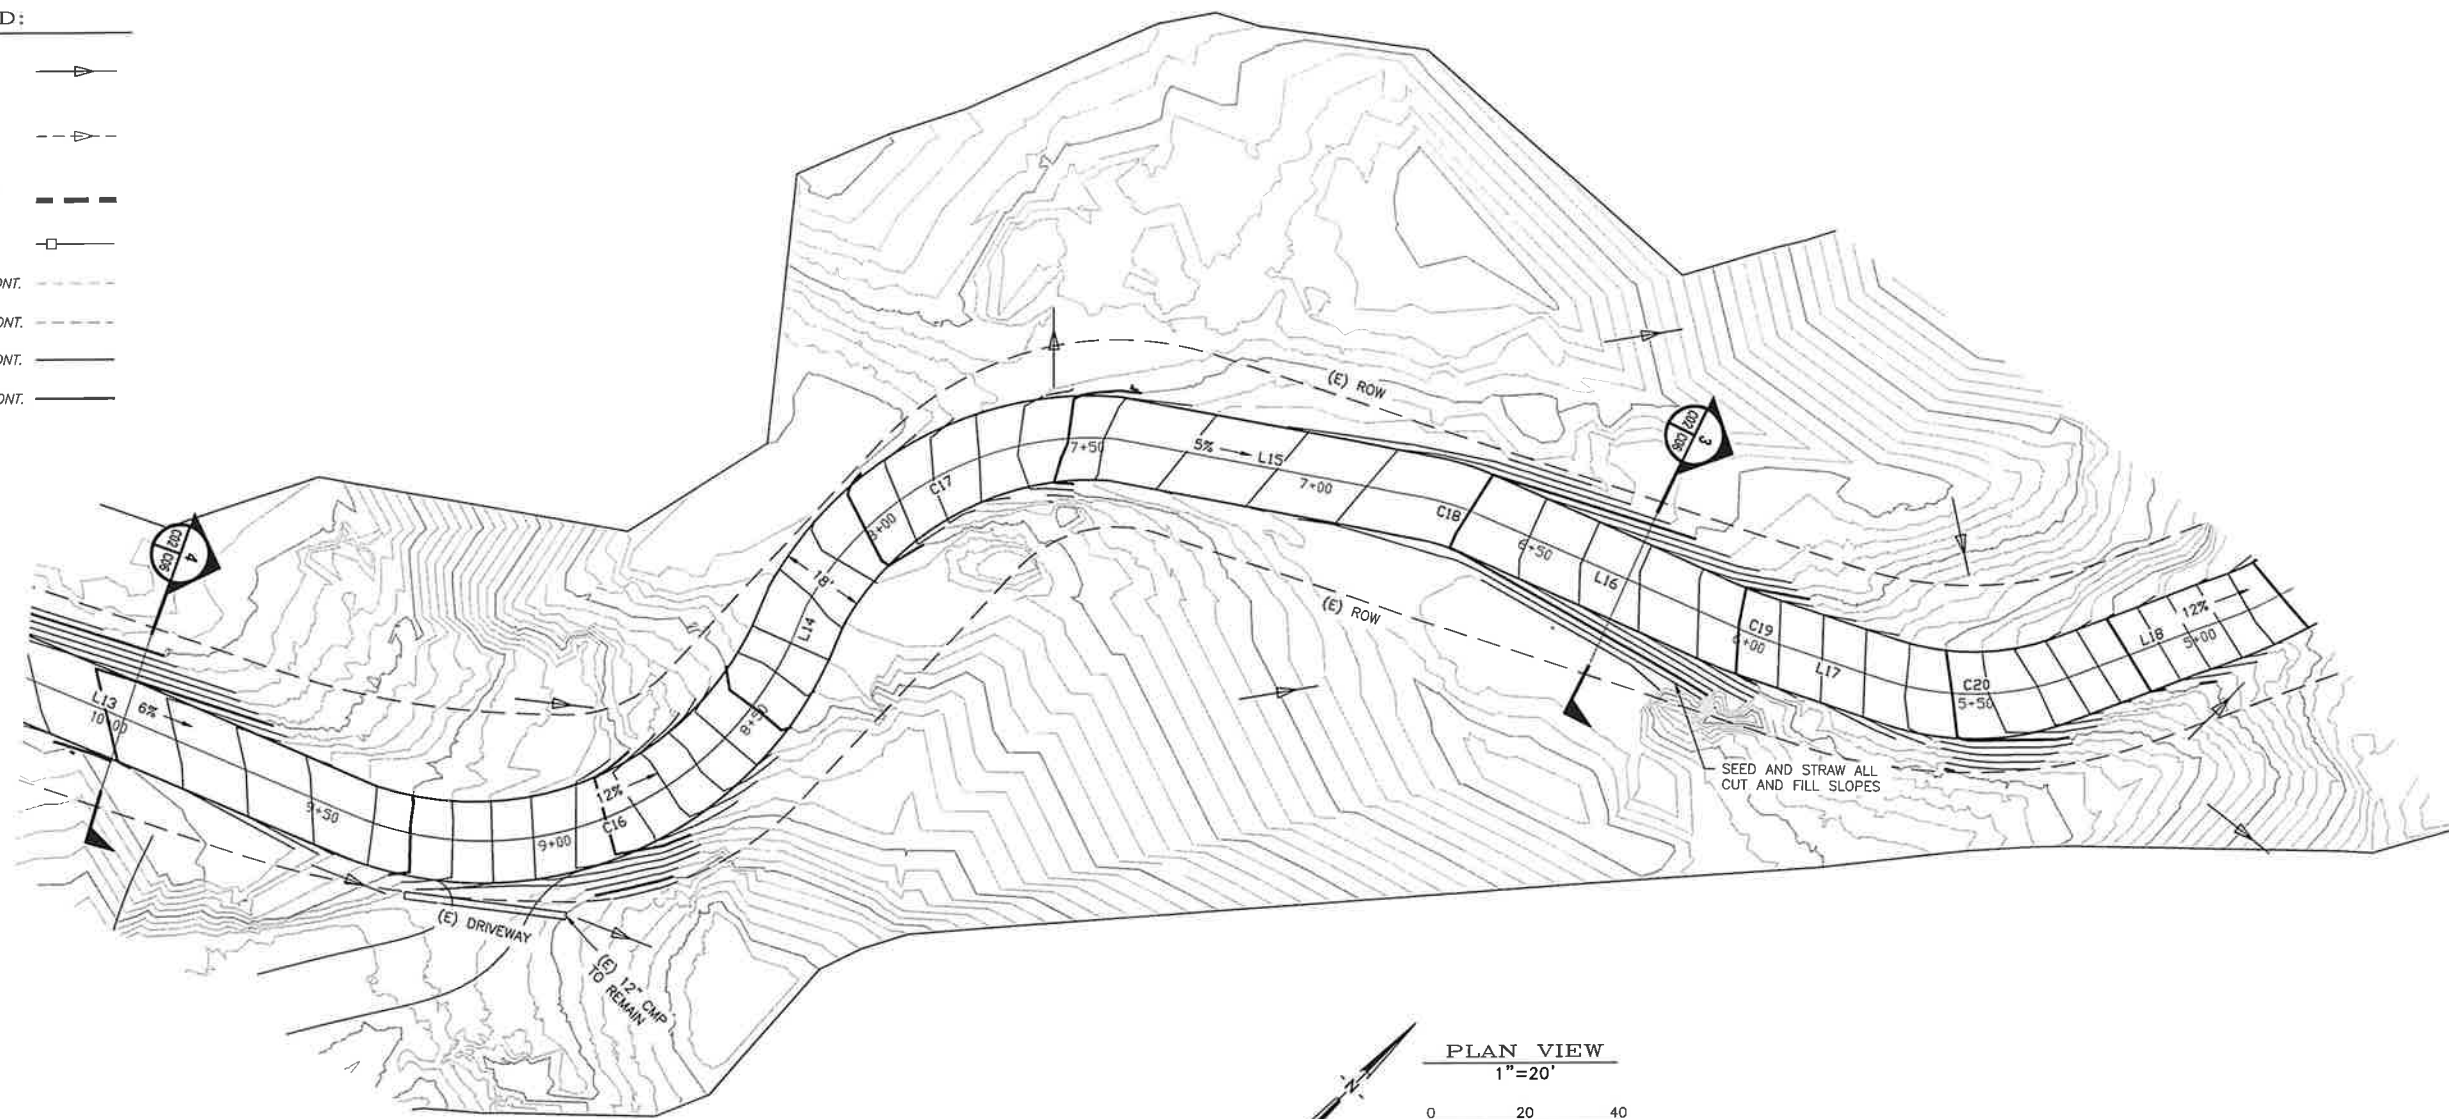 D:
ONT.
ONT.
ONT.
ONT.
(E) ROW
3
C02
C06
5%
L15
7+50
7+00
C17
8+00
C18
6+50
L16
18'
L14
(E) ROW
C19
6+00
L17
C20
5+50
L18
12%
5+00
4
C02
C06
L13
6%
10+00
9+50
8+50
12%
C16
9+00
SEED AND STRAW ALL
CUT AND FILL SLOPES
(E) DRIVEWAY
(E) 12" CMP
TO REMAIN
PLAN VIEW
1"=20'
N
0 20 40